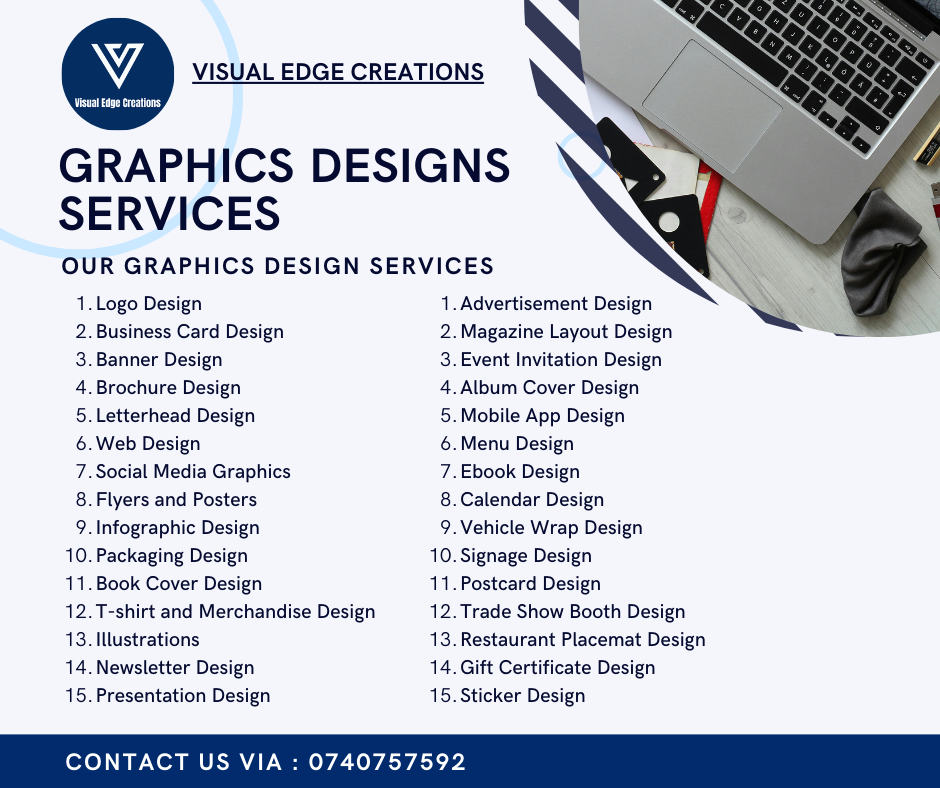 Visual Edge Creations
VISUAL EDGE CREATIONS
GRAPHICS DESIGNS
SERVICES
OUR GRAPHICS DESIGN SERVICES
1. Logo Design
2. Business Card Design
3. Banner Design
4. Brochure Design
5. Letterhead Design
6. Web Design
7. Social Media Graphics
8. Flyers and Posters
9. Infographic Design
10. Packaging Design
11. Book Cover Design
12. T-shirt and Merchandise Design
13. Illustrations
14. Newsletter Design
15. Presentation Design
1. Advertisement Design
2. Magazine Layout Design
3. Event Invitation Design
4. Album Cover Design
5. Mobile App Design
6. Menu Design
7. Ebook Design
8. Calendar Design
9. Vehicle Wrap Design
10. Signage Design
11. Postcard Design
12. Trade Show Booth Design
13. Restaurant Placemat Design
14. Gift Certificate Design
15. Sticker Design
CONTACT US VIA : 0740757592